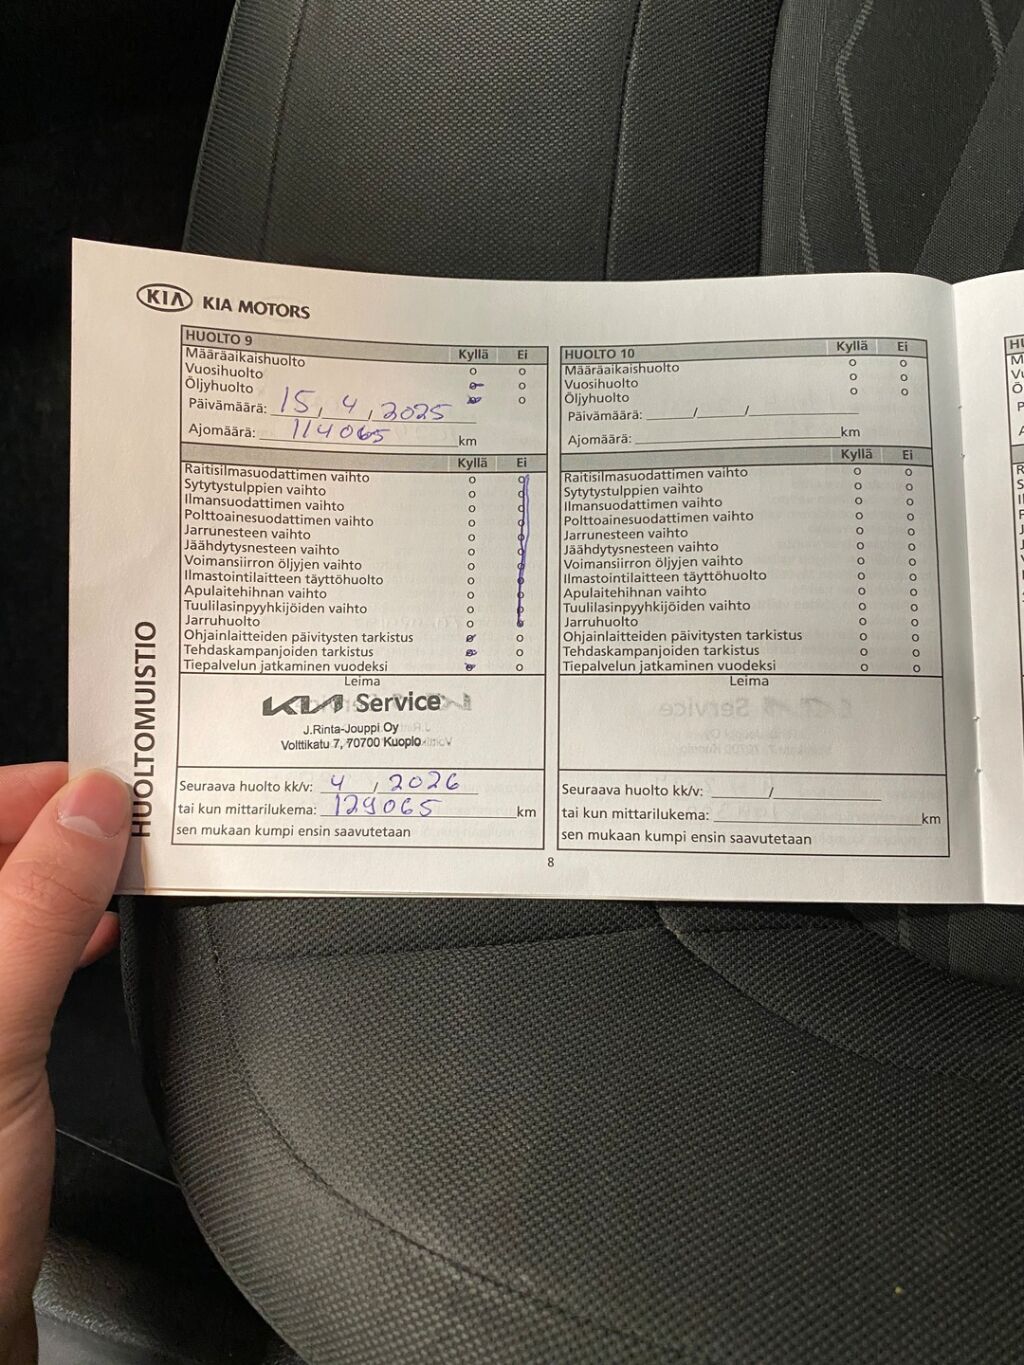 KIA KIA MOTORS
HUOLTO 9
Kyllä Ei
Määräaikaishuolto o o
Vuosihuolto o
Öljyhuolto o
Päivämäärä: 15, 4, 2025
Ajomäärä: 114065 km
Kyllä Ei
Raitisilmasuodattimen vaihto o
Sytytystulppien vaihto o
Ilmansuodattimen vaihto o
Polttoainesuodattimen vaihto o
Jarrunesteen vaihto o
Jäähdytysnesteen vaihto o
Voimansiirron öljyjen vaihto o
Ilmastointilaitteen täyttöhuolto o
Apulaitehihnan vaihto o
Tuulilasinpyyhkijöiden vaihto o
Jarruhuolto o
Ohjainlaitteiden päivitysten tarkistus o
Tehdaskampanjoiden tarkistus o
Tiepalvelun jatkaminen vuodeksi o
Leima
KIA Service
J.Rinta-Jouppi Oy
Volttikatu 7, 70700 Kuopio
Seuraava huolto kk/v: 4 / 2026
tai kun mittarilukema: 129065 km
sen mukaan kumpi ensin saavutetaan
HUOLTO 10
Kyllä Ei
Määräaikaishuolto o o
Vuosihuolto o o
Öljyhuolto o o
Päivämäärä: / /
Ajomäärä: km
Kyllä Ei
Raitisilmasuodattimen vaihto o o
Sytytystulppien vaihto o o
Ilmansuodattimen vaihto o o
Polttoainesuodattimen vaihto o o
Jarrunesteen vaihto o o
Jäähdytysnesteen vaihto o o
Voimansiirron öljyjen vaihto o o
Ilmastointilaitteen täyttöhuolto o o
Apulaitehihnan vaihto o o
Tuulilasinpyyhkijöiden vaihto o o
Jarruhuolto o o
Ohjainlaitteiden päivitysten tarkistus o o
Tehdaskampanjoiden tarkistus o o
Tiepalvelun jatkaminen vuodeksi o o
Leima
Seuraava huolto kk/v: /
tai kun mittarilukema: km
sen mukaan kumpi ensin saavutetaan
HUOLTOMUISTIO
8